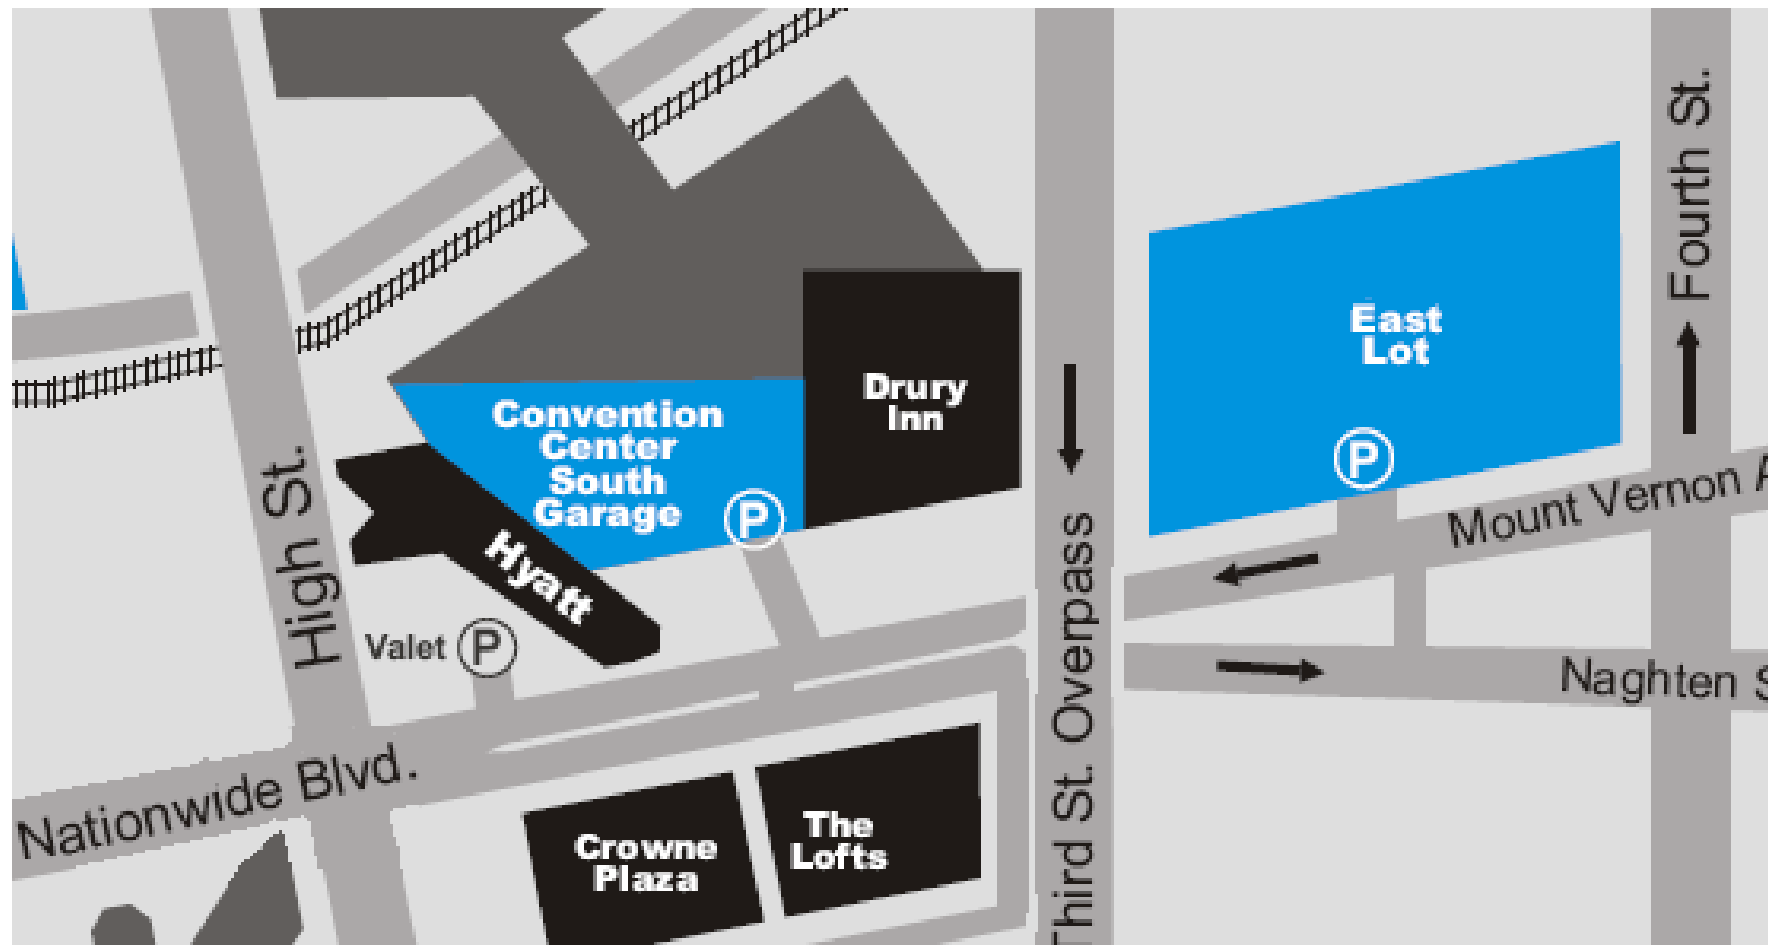 High St.
Fourth St.
East
Lot
P
Drury
Inn
Convention
Center
South
Garage
P
Hyatt
Valet P
Third St. Overpass
Mount Vernon A
Naghten S
Nationwide Blvd.
Crowne
Plaza
The
Lofts